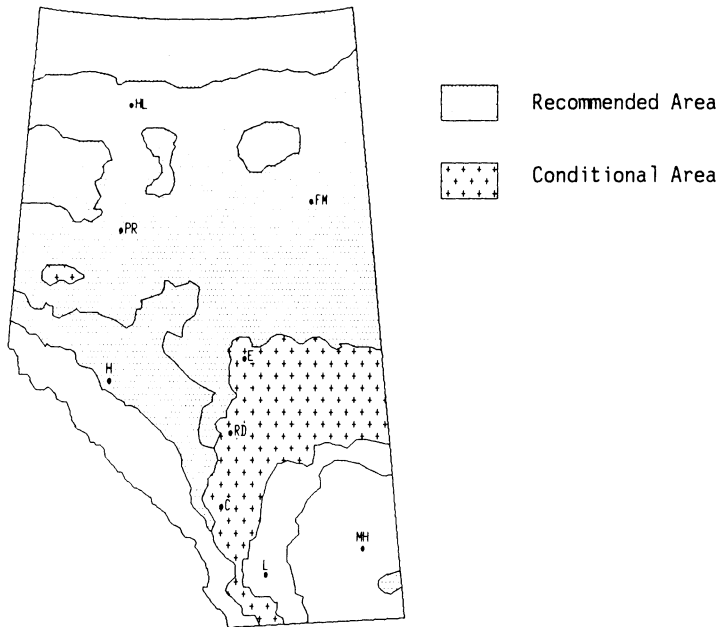 HL
Recommended Area
Conditional Area
FM
PR
E
H
RD
C
MH
L